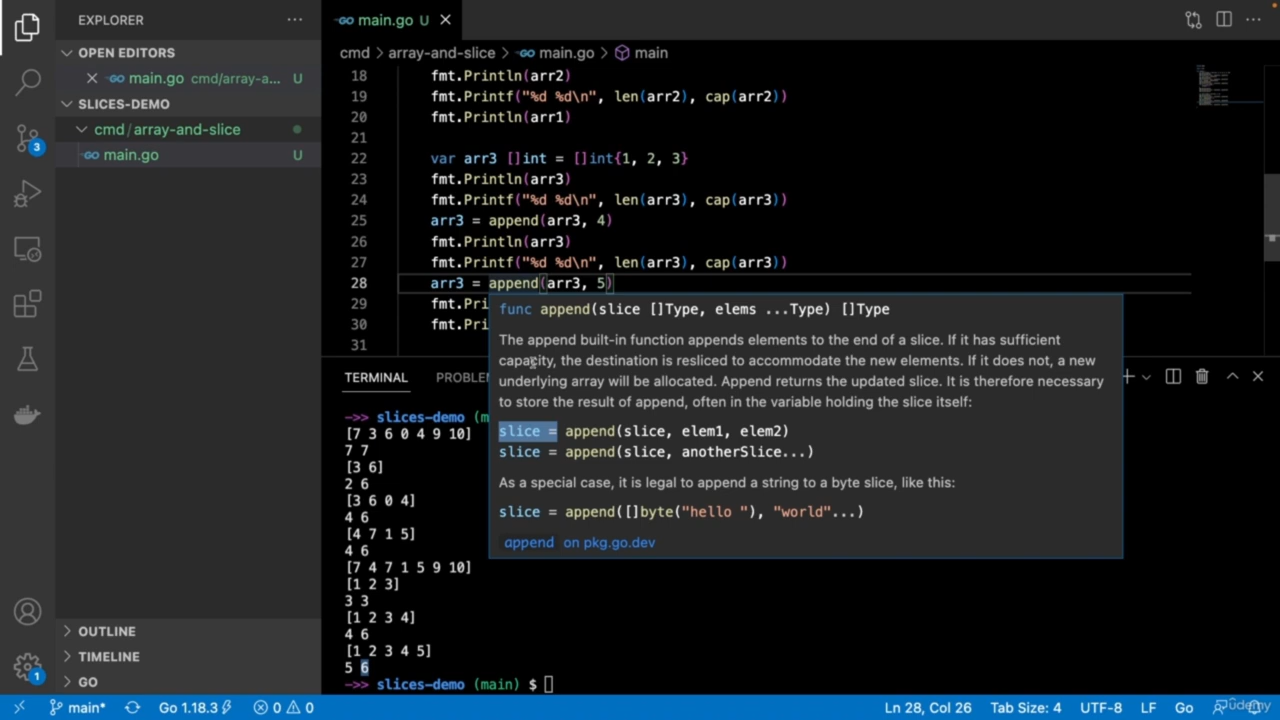 EXPLORER
OPEN EDITORS
main.go cmd/array-a... U
SLICES-DEMO
cmd/array-and-slice
main.go U
OUTLINE
TIMELINE
GO
3
1
main.go U
cmd > array-and-slice > main.go > main
18 fmt.Println(arr2)
19 fmt.Printf("%d %d\n", len(arr2), cap(arr2))
20 fmt.Println(arr1)
21
22 var arr3 []int = []int{1, 2, 3}
23 fmt.Println(arr3)
24 fmt.Printf("%d %d\n", len(arr3), cap(arr3))
25 arr3 = append(arr3, 4)
26 fmt.Println(arr3)
27 fmt.Printf("%d %d\n", len(arr3), cap(arr3))
28 arr3 = append(arr3, 5)
29 fmt.Pri
30 fmt.Pri
31
func append(slice []Type, elems ...Type) []Type
The append built-in function appends elements to the end of a slice. If it has sufficient
capacity, the destination is resliced to accommodate the new elements. If it does not, a new
underlying array will be allocated. Append returns the updated slice. It is therefore necessary
to store the result of append, often in the variable holding the slice itself:
slice = append(slice, elem1, elem2)
slice = append(slice, anotherSlice...)
As a special case, it is legal to append a string to a byte slice, like this:
slice = append([]byte("hello "), "world"...)
append on pkg.go.dev
TERMINAL PROBLEM
->> slices-demo (m
[7 3 6 0 4 9 10]
7 7
[3 6]
2 6
[3 6 0 4]
4 6
[4 7 1 5]
4 6
[7 4 7 1 5 9 10]
[1 2 3]
3 3
[1 2 3 4]
4 6
[1 2 3 4 5]
5 6
->> slices-demo (main) $
main* Go 1.18.3 0 0 Ln 28, Col 26 Tab Size: 4 UTF-8 LF Go
Udemy